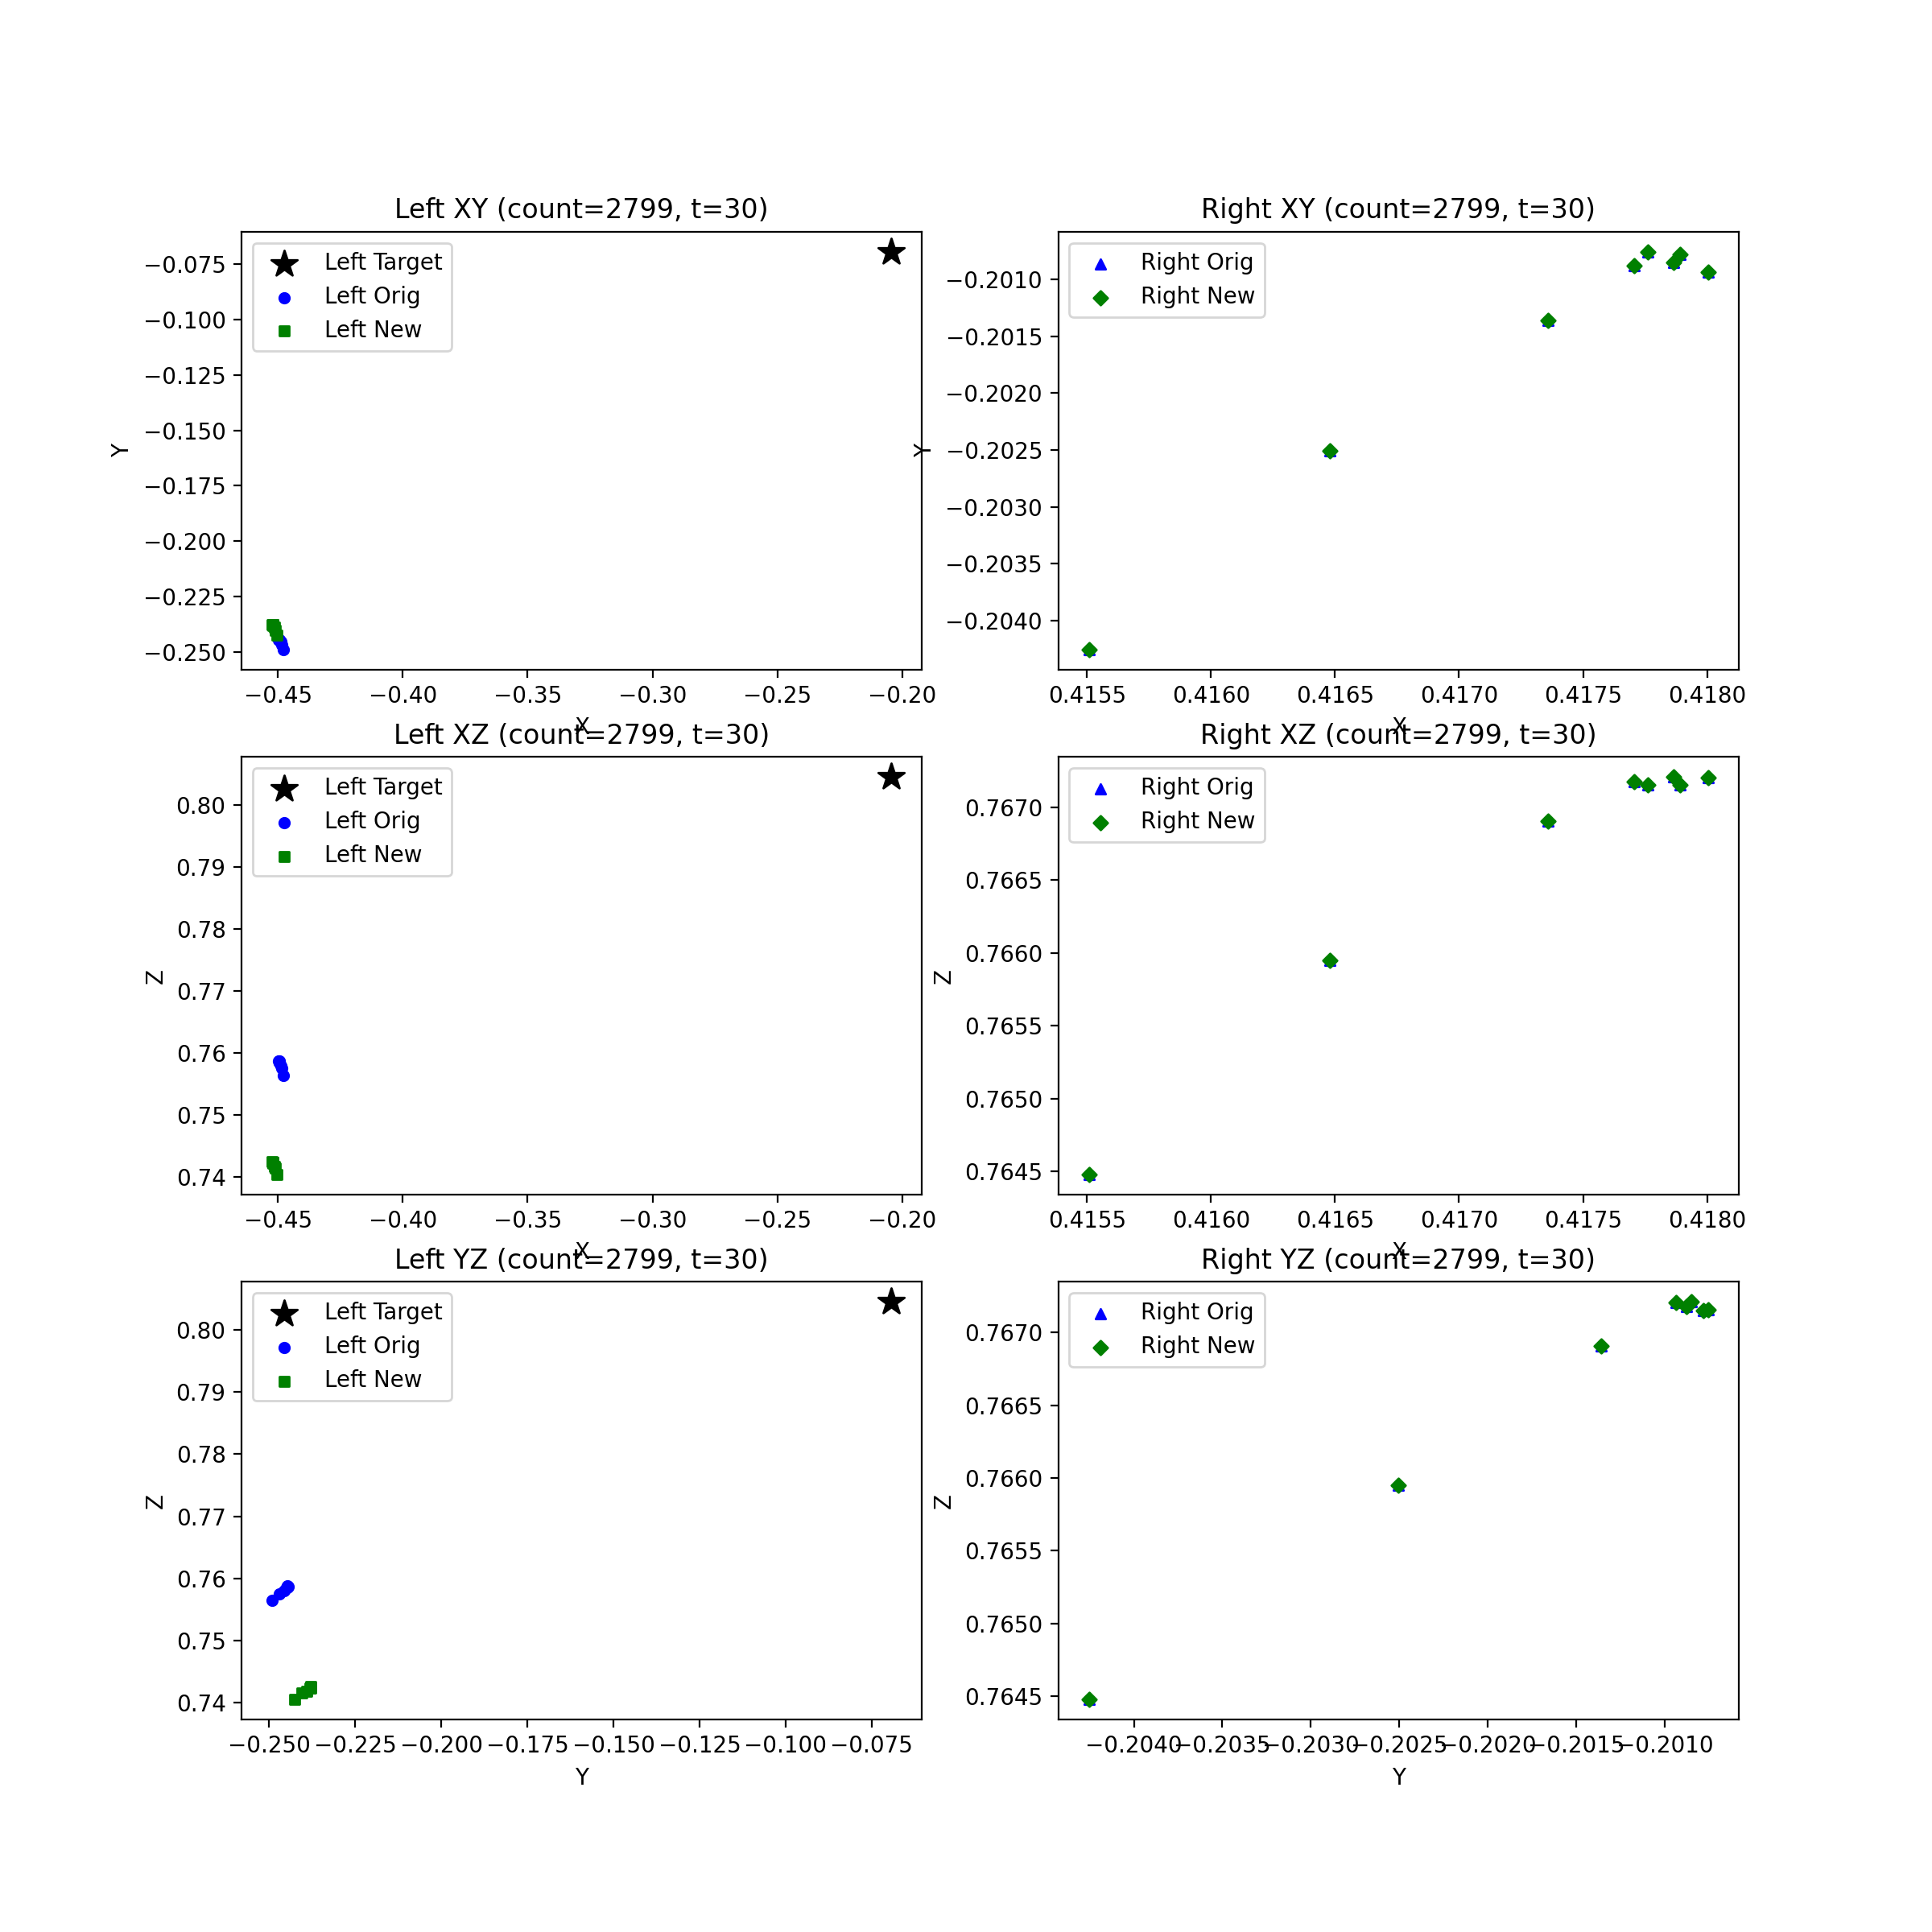 Left XY (count=2799, t=30)
Left Target
Left Orig
Left New
−0.075
−0.100
−0.125
−0.150
−0.175
−0.200
−0.225
−0.250
Y
−0.45 −0.40 −0.35 −0.30 −0.25 −0.20
X
Right XY (count=2799, t=30)
Right Orig
Right New
−0.2010
−0.2015
−0.2020
−0.2025
−0.2030
−0.2035
−0.2040
Y
0.4155 0.4160 0.4165 0.4170 0.4175 0.4180
X
Left XZ (count=2799, t=30)
Left Target
Left Orig
Left New
0.80
0.79
0.78
0.77
0.76
0.75
0.74
Z
−0.45 −0.40 −0.35 −0.30 −0.25 −0.20
X
Right XZ (count=2799, t=30)
Right Orig
Right New
0.7670
0.7665
0.7660
0.7655
0.7650
0.7645
Z
0.4155 0.4160 0.4165 0.4170 0.4175 0.4180
X
Left YZ (count=2799, t=30)
Left Target
Left Orig
Left New
0.80
0.79
0.78
0.77
0.76
0.75
0.74
Z
−0.250 −0.225 −0.200 −0.175 −0.150 −0.125 −0.100 −0.075
Y
Right YZ (count=2799, t=30)
Right Orig
Right New
0.7670
0.7665
0.7660
0.7655
0.7650
0.7645
Z
−0.2040 −0.2035 −0.2030 −0.2025 −0.2020 −0.2015 −0.2010
Y